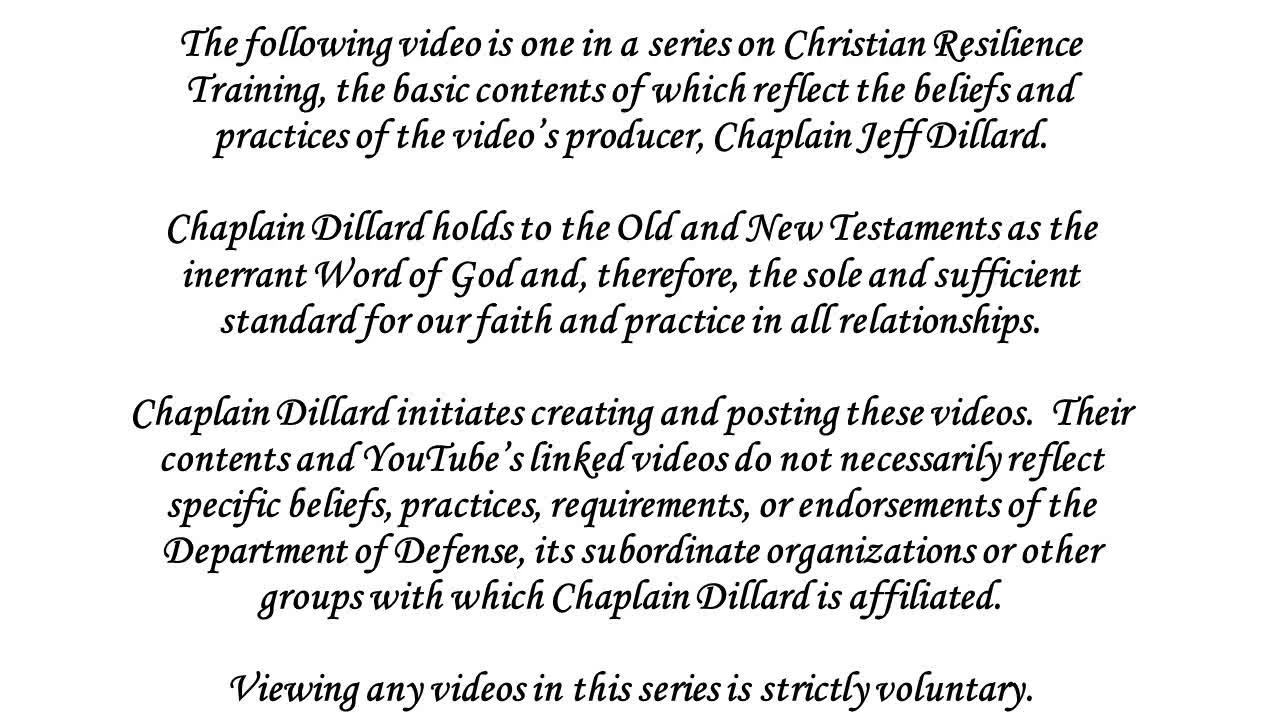 The following video is one in a series on Christian Resilience
Training, the basic contents of which reflect the beliefs and
practices of the video’s producer, Chaplain Jeff Dillard.
Chaplain Dillard holds to the Old and New Testaments as the
inerrant Word of God and, therefore, the sole and sufficient
standard for our faith and practice in all relationships.
Chaplain Dillard initiates creating and posting these videos.  Their
contents and YouTube’s linked videos do not necessarily reflect
specific beliefs, practices, requirements, or endorsements of the
Department of Defense, its subordinate organizations or other
groups with which Chaplain Dillard is affiliated.
Viewing any videos in this series is strictly voluntary.